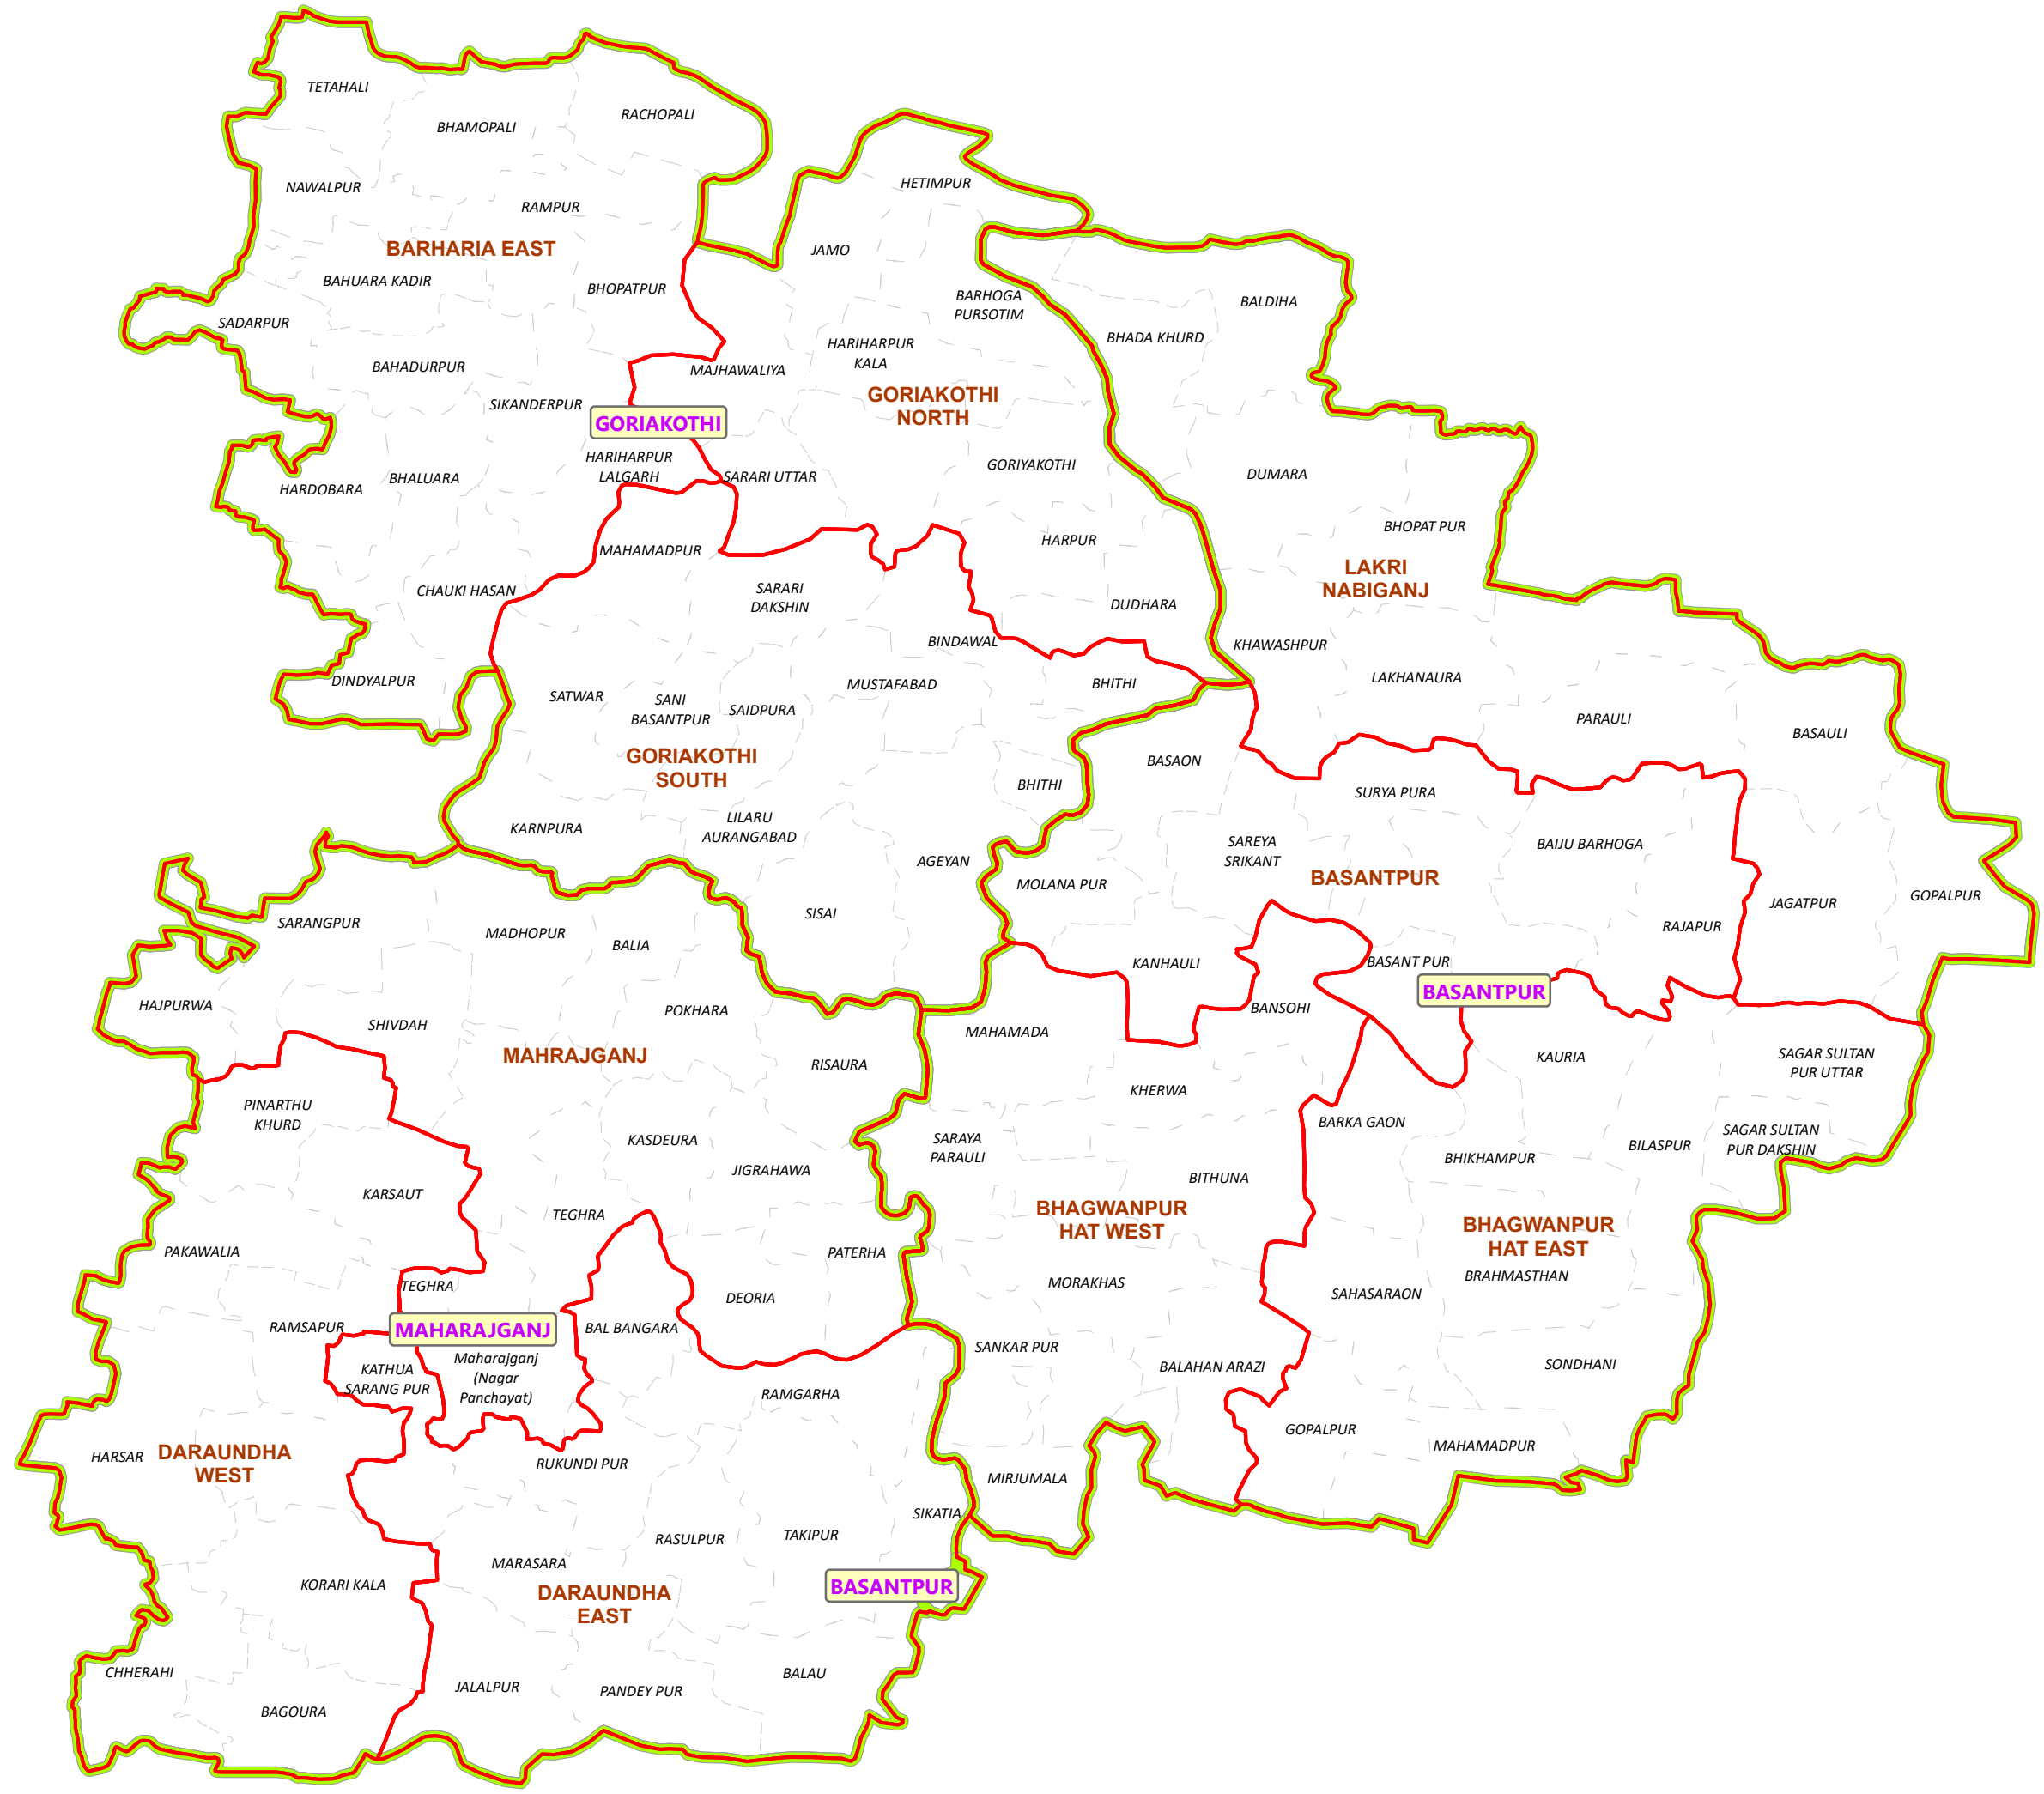 TETAHALI
BHAMOPALI
RACHOPALI
NAWALPUR
RAMPUR
HETIMPUR
BARHARIA EAST
JAMO
BAHUARA KADIR
BHOPATPUR
BARHOGA
PURSOTIM
BALDIHA
SADARPUR
BHADA KHURD
HARIHARPUR
KALA
BAHADURPUR
MAJHAWALIYA
GORIAKOTHI
NORTH
SIKANDERPUR
GORIAKOTHI
HARIHARPUR
LALGARH
SARARI UTTAR
GORIYAKOTHI
DUMARA
BHALUARA
HARDOBARA
BHOPAT PUR
HARPUR
MAHAMADPUR
LAKRI
NABIGANJ
CHAUKI HASAN
SARARI
DAKSHIN
DUDHARA
BINDAWAL
KHAWASHPUR
DINDYALPUR
LAKHANAURA
MUSTAFABAD
BHITHI
SATWAR
SANI
BASANTPUR
SAIDPURA
PARAULI
BASAULI
GORIAKOTHI
SOUTH
BASAON
BHITHI
SURYA PURA
KARNPURA
LILARU
AURANGABAD
SAREYA
SRIKANT
BAIJU BARHOGA
AGEYAN
MOLANA PUR
BASANTPUR
GOPALPUR
JAGATPUR
SISAI
SARANGPUR
RAJAPUR
MADHOPUR
BALIA
KANHAULI
BASANT PUR
BASANTPUR
HAJPURWA
POKHARA
BANSOHI
SHIVDAH
MAHAMADA
MAHRAJGANJ
KAURIA
SAGAR SULTAN
PUR UTTAR
RISAURA
KHERWA
PINARTHU
KHURD
BARKA GAON
KASDEURA
SARAYA
PARAULI
SAGAR SULTAN
PUR DAKSHIN
BILASPUR
BHIKHAMPUR
JIGRAHAWA
BITHUNA
KARSAUT
TEGHRA
BHAGWANPUR
HAT WEST
BHAGWANPUR
HAT EAST
PAKAWALIA
PATERHA
TEGHRA
MORAKHAS
BRAHMASTHAN
DEORIA
SAHASARAON
RAMSAPUR
MAHARAJGANJ
BAL BANGARA
SANKAR PUR
KATHUA
SARANG PUR
Maharajganj
(Nagar
Panchayat)
BALAHAN ARAZI
SONDHANI
RAMGARHA
GOPALPUR
MAHAMADPUR
HARSAR
DARAUNDHA
WEST
RUKUNDI PUR
MIRJUMALA
SIKATIA
RASULPUR
TAKIPUR
MARASARA
KORARI KALA
DARAUNDHA
EAST
BASANTPUR
CHHERAHI
BALAU
JALALPUR
PANDEY PUR
BAGOURA